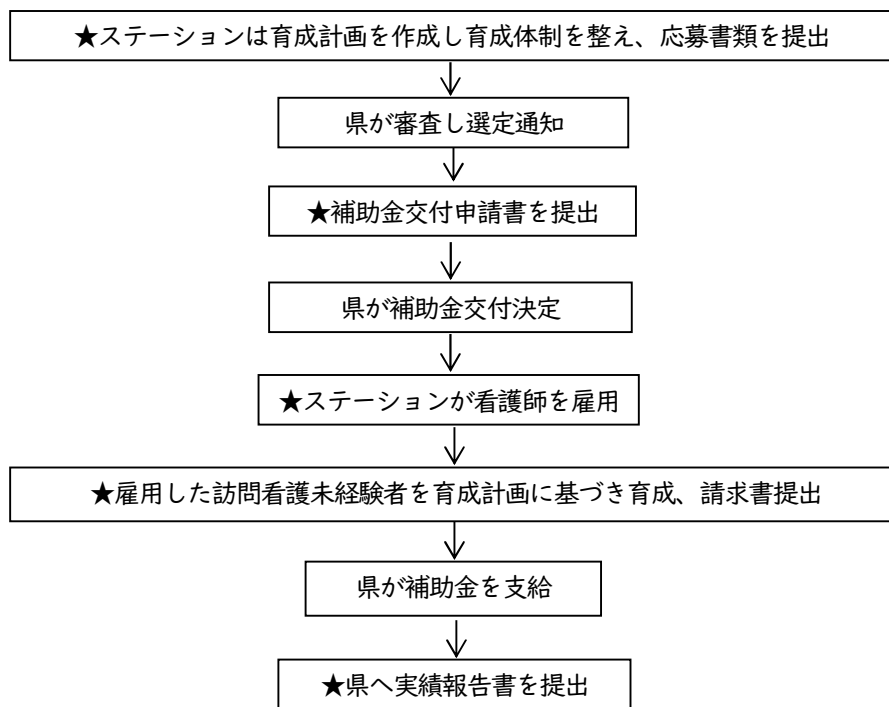 ★ステーションは育成計画を作成し育成体制を整え、応募書類を提出
県が審査し選定通知
★補助金交付申請書を提出
県が補助金交付決定
★ステーションが看護師を雇用
★雇用した訪問看護未経験者を育成計画に基づき育成、請求書提出
県が補助金を支給
★県へ実績報告書を提出